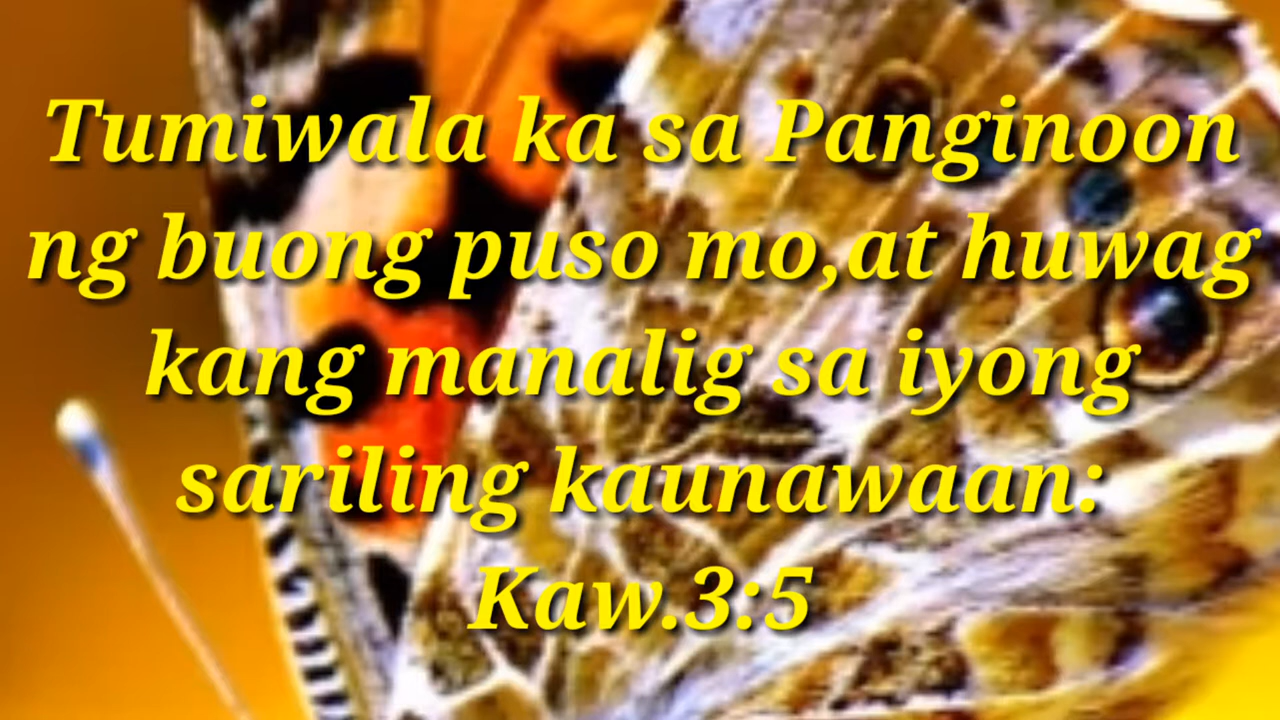 Tumiwala ka sa Panginoon
ng buong puso mo,at huwag
kang manalig sa iyong
sariling kaunawaan:
Kaw.3:5